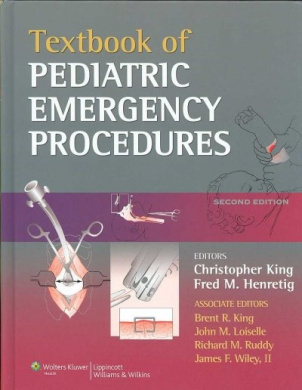 Textbook of
PEDIATRIC
EMERGENCY
PROCEDURES
SECOND EDITION
EDITORS
Christopher King
Fred M. Henretig
ASSOCIATE EDITORS
Brent R. King
John M. Loiselle
Richard M. Ruddy
James F. Wiley, II
Wolters Kluwer
Health
Lippincott
Williams & Wilkins